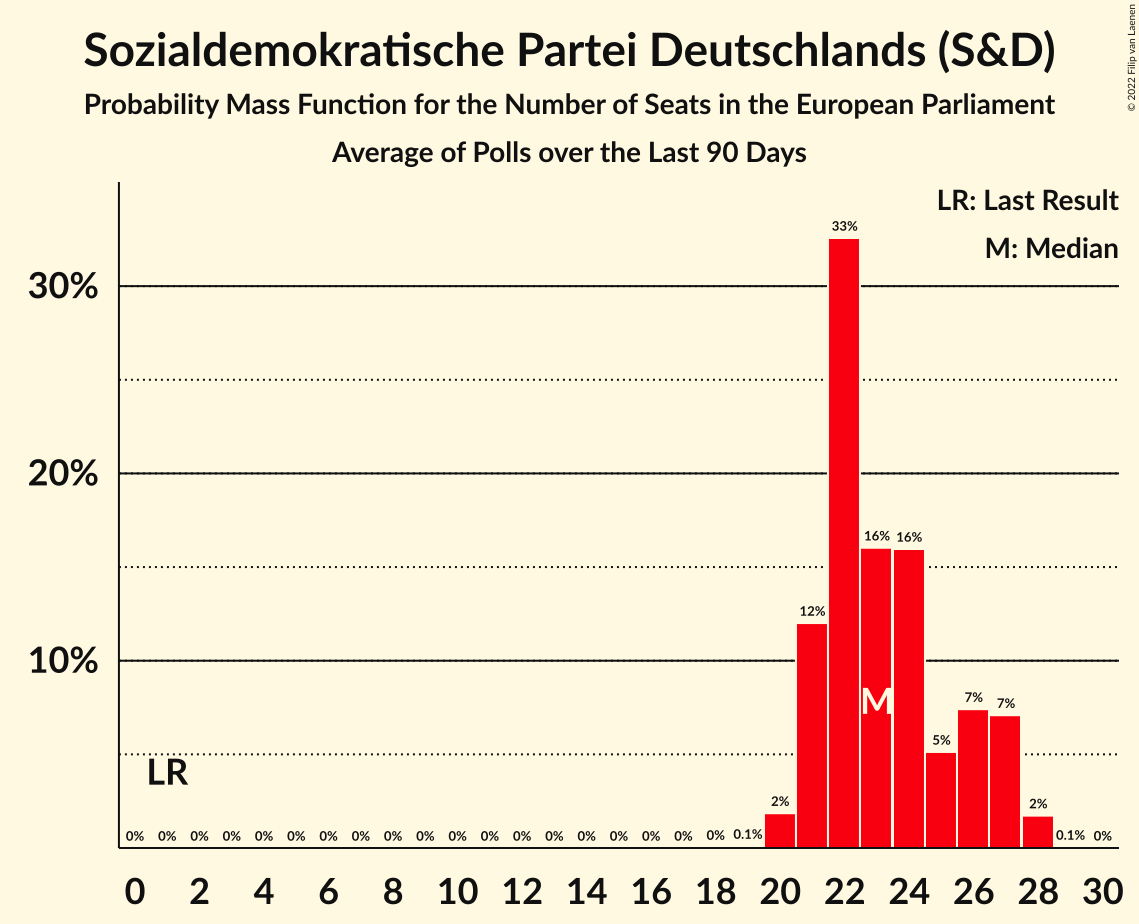 Sozialdemokratische Partei Deutschlands (S&D)
Probability Mass Function for the Number of Seats in the European Parliament
Average of Polls over the Last 90 Days
© 2022 Filip van Laenen
LR: Last Result
M: Median
33%
30%
20%
16% 16%
12%
10%
M
7% 7%
5%
LR
2% 2%
0% 0% 0% 0% 0% 0% 0% 0% 0% 0% 0% 0% 0% 0% 0% 0% 0% 0% 0% 0.1% 0.1% 0%
0 2 4 6 8 10 12 14 16 18 20 22 24 26 28 30